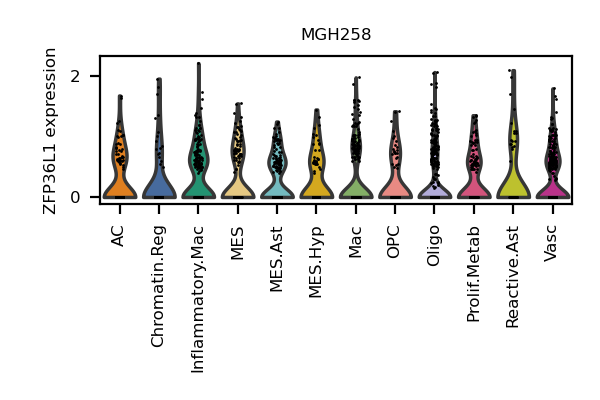 MGH258
ZFP36L1 expression
2
0
AC
Chromatin.Reg
Inflammatory.Mac
MES
MES.Ast
MES.Hyp
Mac
OPC
Oligo
Prolif.Metab
Reactive.Ast
Vasc